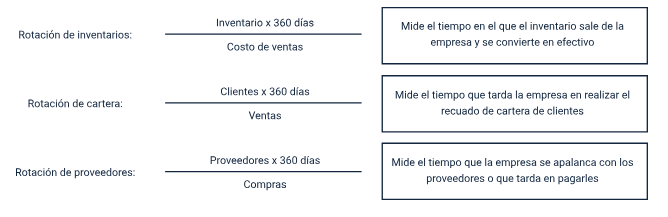 Rotación de inventarios:
Inventario x 360 días
Costo de ventas
Mide el tiempo en el que el inventario sale de la
empresa y se convierte en efectivo
Rotación de cartera:
Clientes x 360 días
Ventas
Mide el tiempo que tarda la empresa en realizar el
recuado de cartera de clientes
Rotación de proveedores:
Proveedores x 360 días
Compras
Mide el tiempo que la empresa se apalanca con los
proveedores o que tarda en pagarles